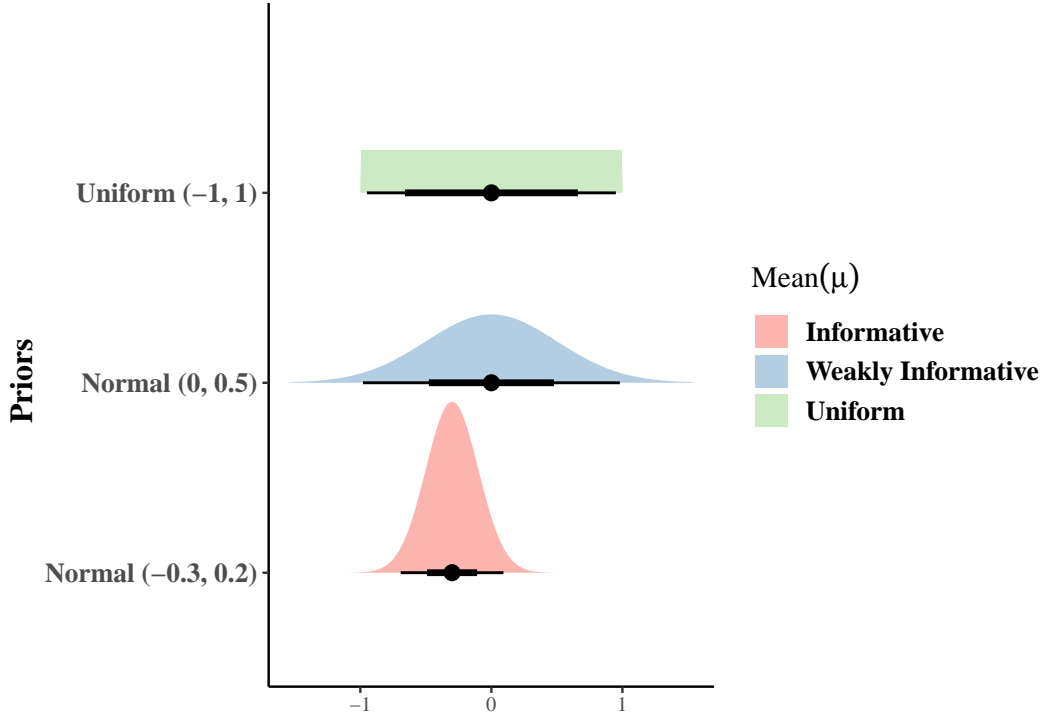 Priors
Uniform (−1, 1)
Normal (0, 0.5)
Normal (−0.3, 0.2)
−1
0
1
Mean(μ)
Informative
Weakly Informative
Uniform